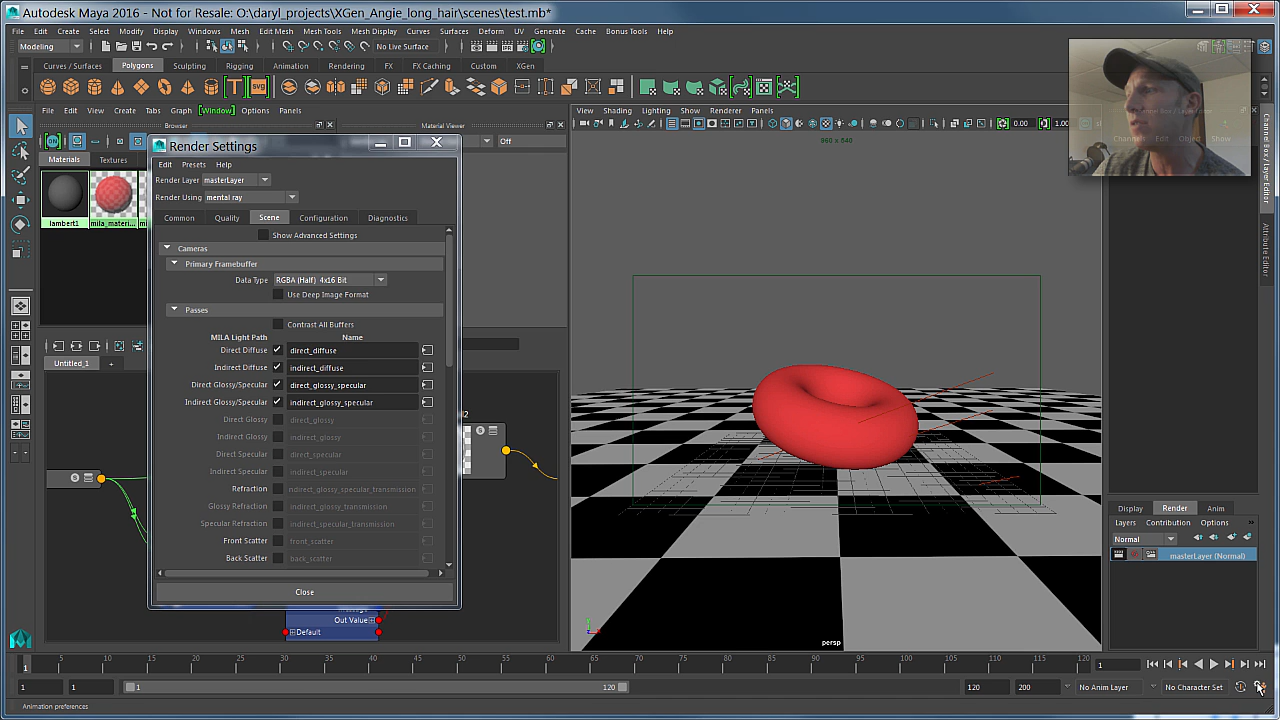 Autodesk Maya 2016 - Not for Resale: O:\daryl_projects\XGen_Angie_long_hair\scenes\test.mb*
File Edit Create Select Modify Display Windows Mesh Edit Mesh Mesh Tools Mesh Display Curves Surfaces Deform UV Generate Cache Bonus Tools Help
Modeling No Live Surface
Curves / Surfaces Polygons Sculpting Rigging Animation Rendering FX FX Caching Custom XGen
Edit View Create Tabs Graph [Window] Options Panels
View Shading Lighting Show Renderer Panels
Browser Material Viewer
ON Off 0.00 1.00
Materials Textures
960 x 540
lambert1 mila_materi...
Render Settings
Edit Presets Help
Render Layer masterLayer
Render Using mental ray
Common Quality Scene Configuration Diagnostics
Show Advanced Settings
Cameras
Primary Framebuffer
Data Type RGBA (Half) 4x16 Bit
Use Deep Image Format
Passes
Contrast All Buffers
MILA Light Path Name
Direct Diffuse direct_diffuse
Indirect Diffuse indirect_diffuse
Direct Glossy/Specular direct_glossy_specular
Indirect Glossy/Specular indirect_glossy_specular
Direct Glossy direct_glossy
Indirect Glossy indirect_glossy
Direct Specular direct_specular
Indirect Specular indirect_specular
Refraction indirect_glossy_specular_transmission
Glossy Refraction indirect_glossy_transmission
Specular Refraction indirect_specular_transmission
Front Scatter front_scatter
Back Scatter back_scatter
Close
Untitled_1 +
Out Value
Default
persp
Channels Edit Object Show
Channel Box / Layer Editor
Attribute Editor
Display Render Anim
Layers Contribution Options
Normal
masterLayer (Normal)
1 5 10 15 20 25 30 35 40 45 50 55 60 65 70 75 80 85 90 95 100 105 110 115 120 1
1 1 1 120 120 200 No Anim Layer No Character Set
Animation preferences